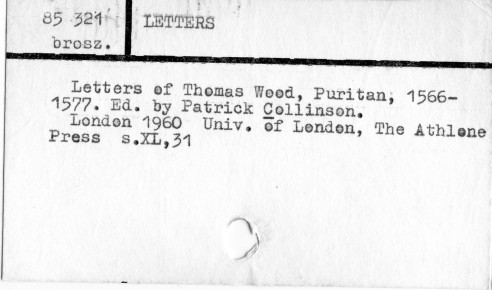 85 321 LETTERS
brosz.
Letters of Thomas Wood, Puritan, 1566-
1577. Ed. by Patrick Collinson.
London 1960 Univ. of London, The Athlone
Press s.XL,31